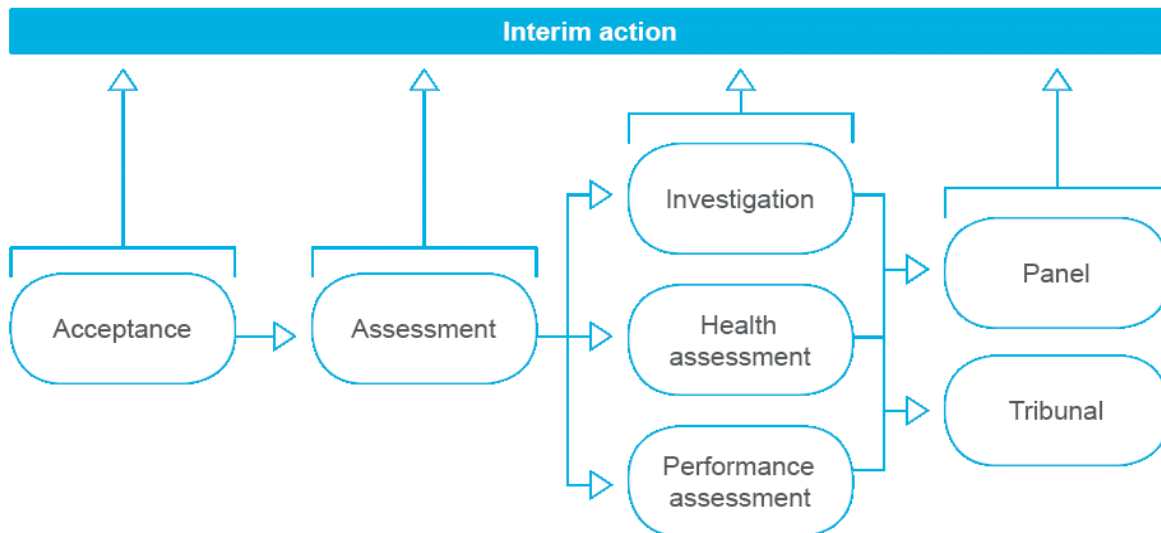 Interim action
Acceptance
Assessment
Investigation
Health
assessment
Performance
assessment
Panel
Tribunal